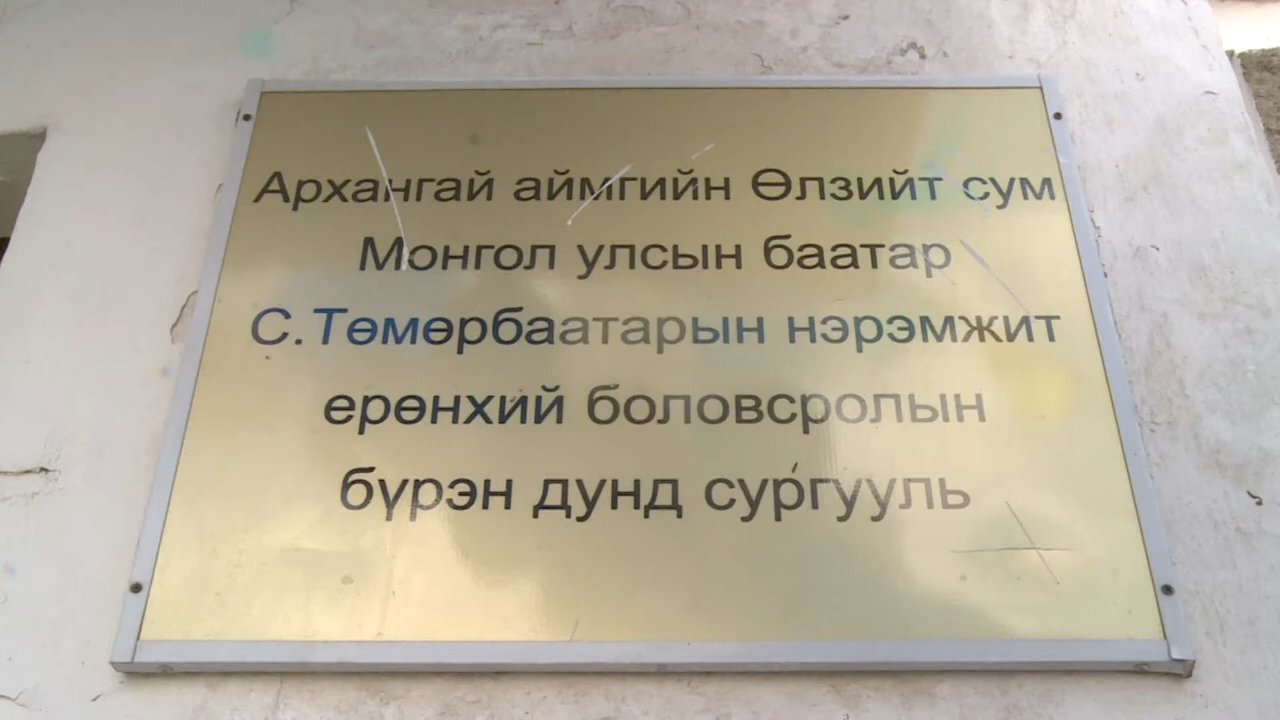 Архангай аймгийн Өлзийт сум
Монгол улсын баатар
С.Төмөрбаатарын нэрэмжит
ерөнхий боловсролын
бүрэн дунд сургууль